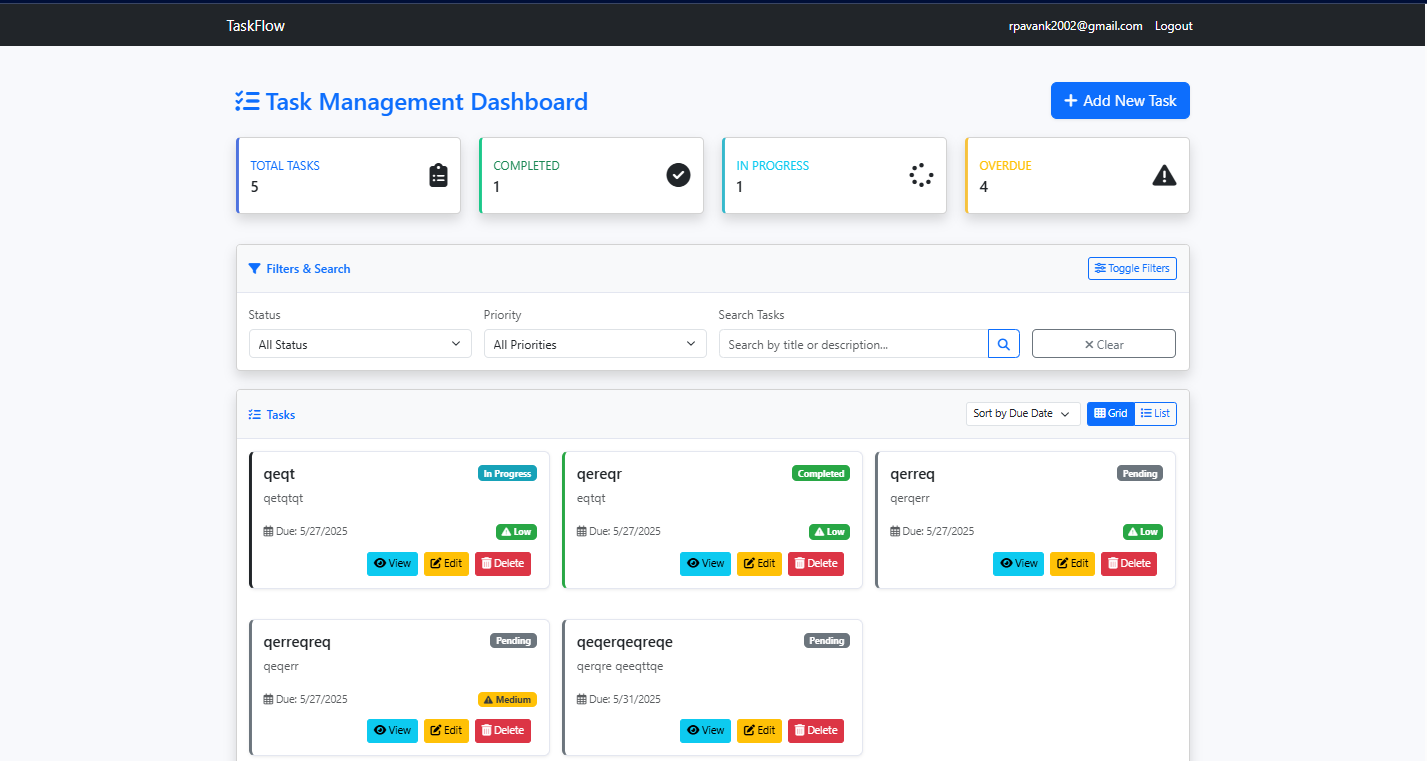 TaskFlow
rpavank2002@gmail.com Logout
Task Management Dashboard
Add New Task
TOTAL TASKS
5
COMPLETED
1
IN PROGRESS
1
OVERDUE
4
Filters & Search
Toggle Filters
Status
All Status
Priority
All Priorities
Search Tasks
Search by title or description...
Clear
Tasks
Sort by Due Date
Grid
List
qeqt
In Progress
qetqtqt
Due: 5/27/2025
Low
View Edit Delete
qereqr
Completed
eqtqt
Due: 5/27/2025
Low
View Edit Delete
qerreq
Pending
qerqerr
Due: 5/27/2025
Low
View Edit Delete
qerreqreq
Pending
qeqerr
Due: 5/27/2025
Medium
View Edit Delete
qeqerqeqreqe
Pending
qerqre qeeqttqe
Due: 5/31/2025
View Edit Delete